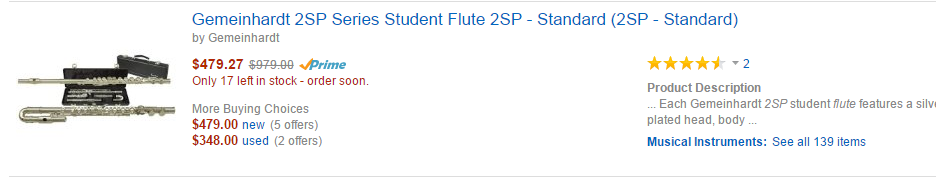 Gemeinhardt 2SP Series Student Flute 2SP - Standard (2SP - Standard)
by Gemeinhardt
$479.27 $979.00 Prime
Only 17 left in stock - order soon.
More Buying Choices
$479.00 new (5 offers)
$348.00 used (2 offers)
2
Product Description
... Each Gemeinhardt 2SP student flute features a silve
plated head, body ...
Musical Instruments: See all 139 items